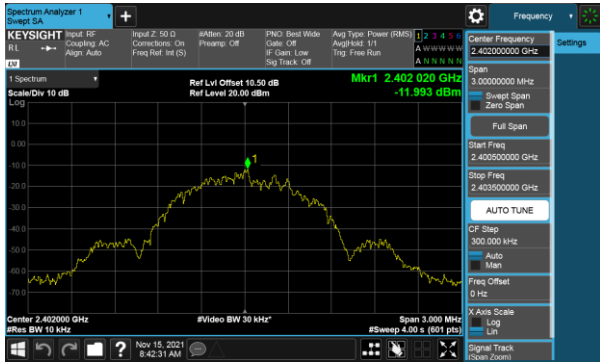 Spectrum Analyzer 1
Swept SA
+
Frequency
KEYSIGHT
Input: RF
Input Z: 50 Ω
#Atten: 20 dB
PNO: Best Wide
Avg Type: Power (RMS)
1 2 3 4 5 6
RL
Coupling: AC
Corrections: On
Preamp: Off
Gate: Off
Avg|Hold: 1/1
A W W W W W
Align: Auto
Freq Ref: Int (S)
IF Gain: Low
Trig: Free Run
Sig Track: Off
A N N N N N
LXI
1 Spectrum
Ref Lvl Offset 10.50 dB
Mkr1 2.402 020 GHz
Scale/Div 10 dB
Ref Level 20.00 dBm
-11.993 dBm
Log
10.0
0.00
-10.0
-20.0
-30.0
-40.0
-50.0
-60.0
-70.0
1
Center 2.402000 GHz
#Video BW 30 kHz*
Span 3.000 MHz
#Res BW 10 kHz
#Sweep 4.00 s (601 pts)
Center Frequency
2.402000000 GHz
Settings
Span
3.00000000 MHz
Swept Span
Zero Span
Full Span
Start Freq
2.400500000 GHz
Stop Freq
2.403500000 GHz
AUTO TUNE
CF Step
300.000 kHz
Auto
Man
Freq Offset
0 Hz
X Axis Scale
Log
Lin
Signal Track
(Span Zoom)
?
Nov 15, 2021
8:42:31 AM